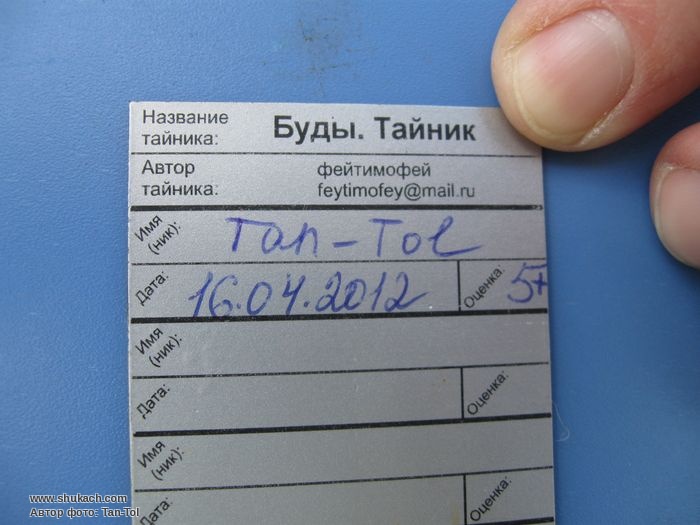 Название тайника: Буды. Тайник
Автор тайника: фейтимофей
feytimofey@mail.ru
Имя (ник): Tan-Tol
Дата: 16.04.2012 Оценка: 5+
Имя (ник):
Дата: Оценка:
Имя (ник):
Дата: Оценка:
www.shukach.com
Автор фото: Tan-Tol